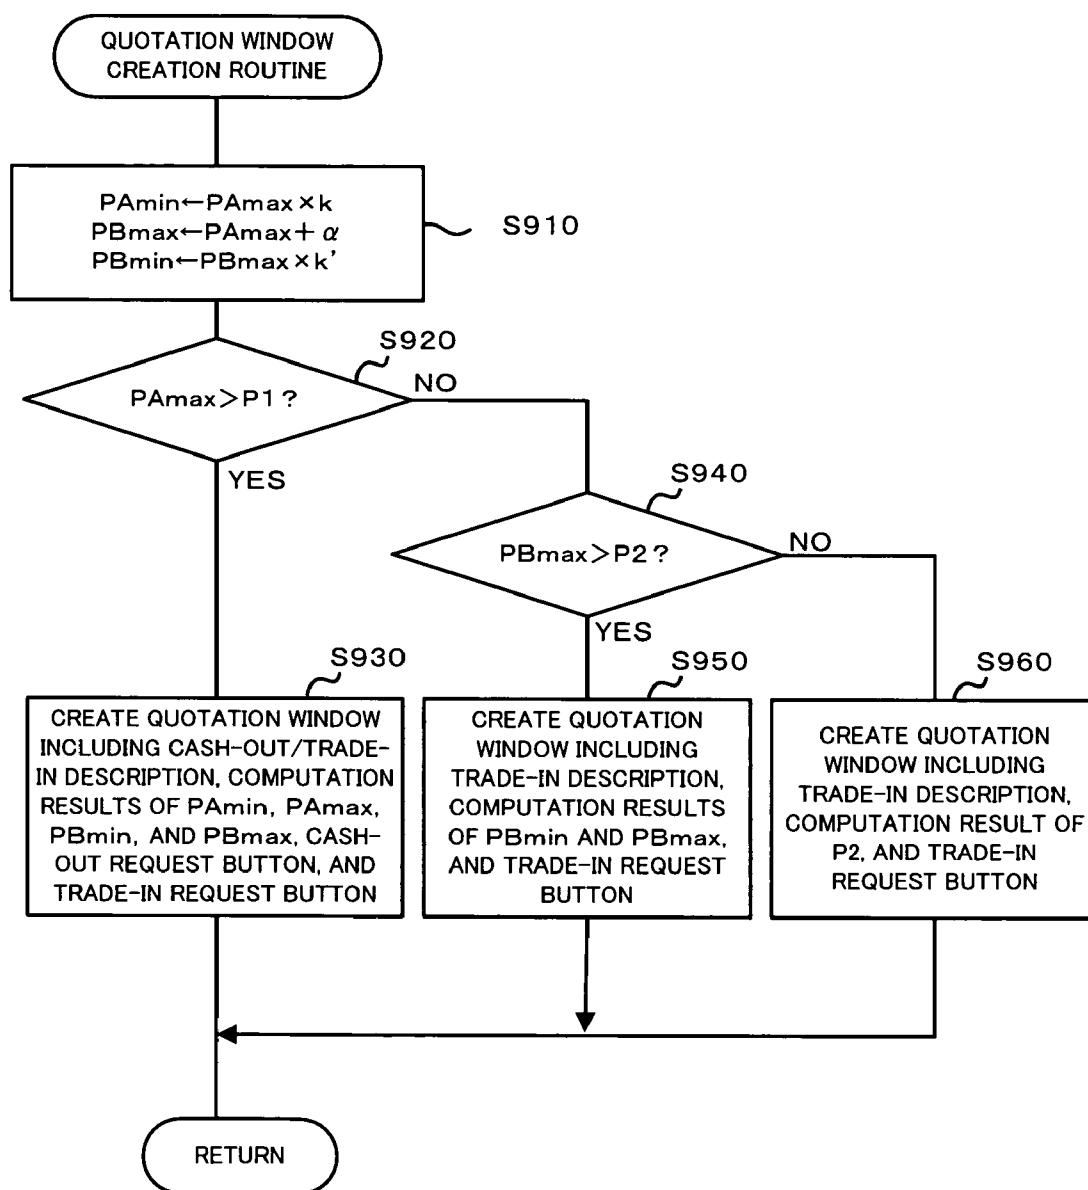 QUOTATION WINDOW
CREATION ROUTINE
PAmin←PAmax×k
PBmax←PAmax+α
PBmin←PBmax×k'
S910
S920
PAmax>P1?
NO
YES
S940
PBmax>P2?
NO
YES
S930
CREATE QUOTATION WINDOW
INCLUDING CASH-OUT/TRADE-
IN DESCRIPTION, COMPUTATION
RESULTS OF PAmin, PAmax,
PBmin, AND PBmax, CASH-
OUT REQUEST BUTTON, AND
TRADE-IN REQUEST BUTTON
S950
CREATE QUOTATION
WINDOW INCLUDING
TRADE-IN DESCRIPTION,
COMPUTATION RESULTS
OF PBmin AND PBmax,
AND TRADE-IN REQUEST
BUTTON
S960
CREATE QUOTATION
WINDOW INCLUDING
TRADE-IN DESCRIPTION,
COMPUTATION RESULT OF
P2, AND TRADE-IN
REQUEST BUTTON
RETURN